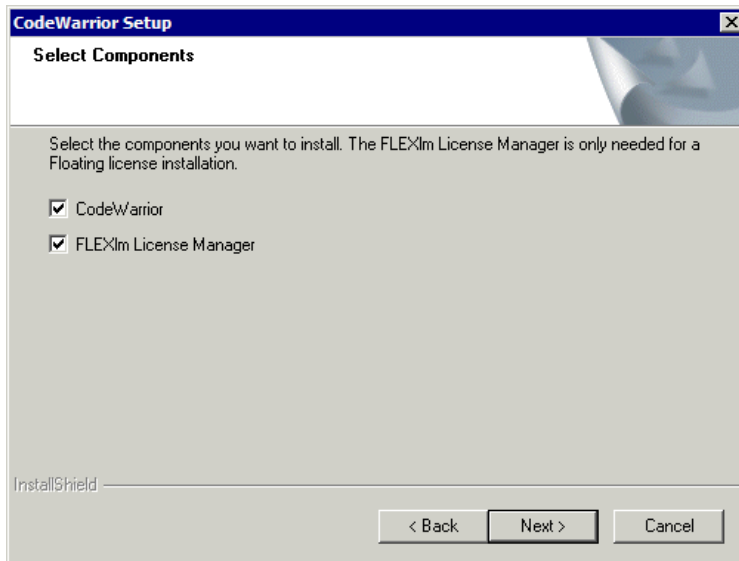 CodeWarrior Setup
Select Components
Select the components you want to install. The FLEXlm License Manager is only needed for a
Floating license installation.
CodeWarrior
FLEXlm License Manager
InstallShield
< Back Next > Cancel